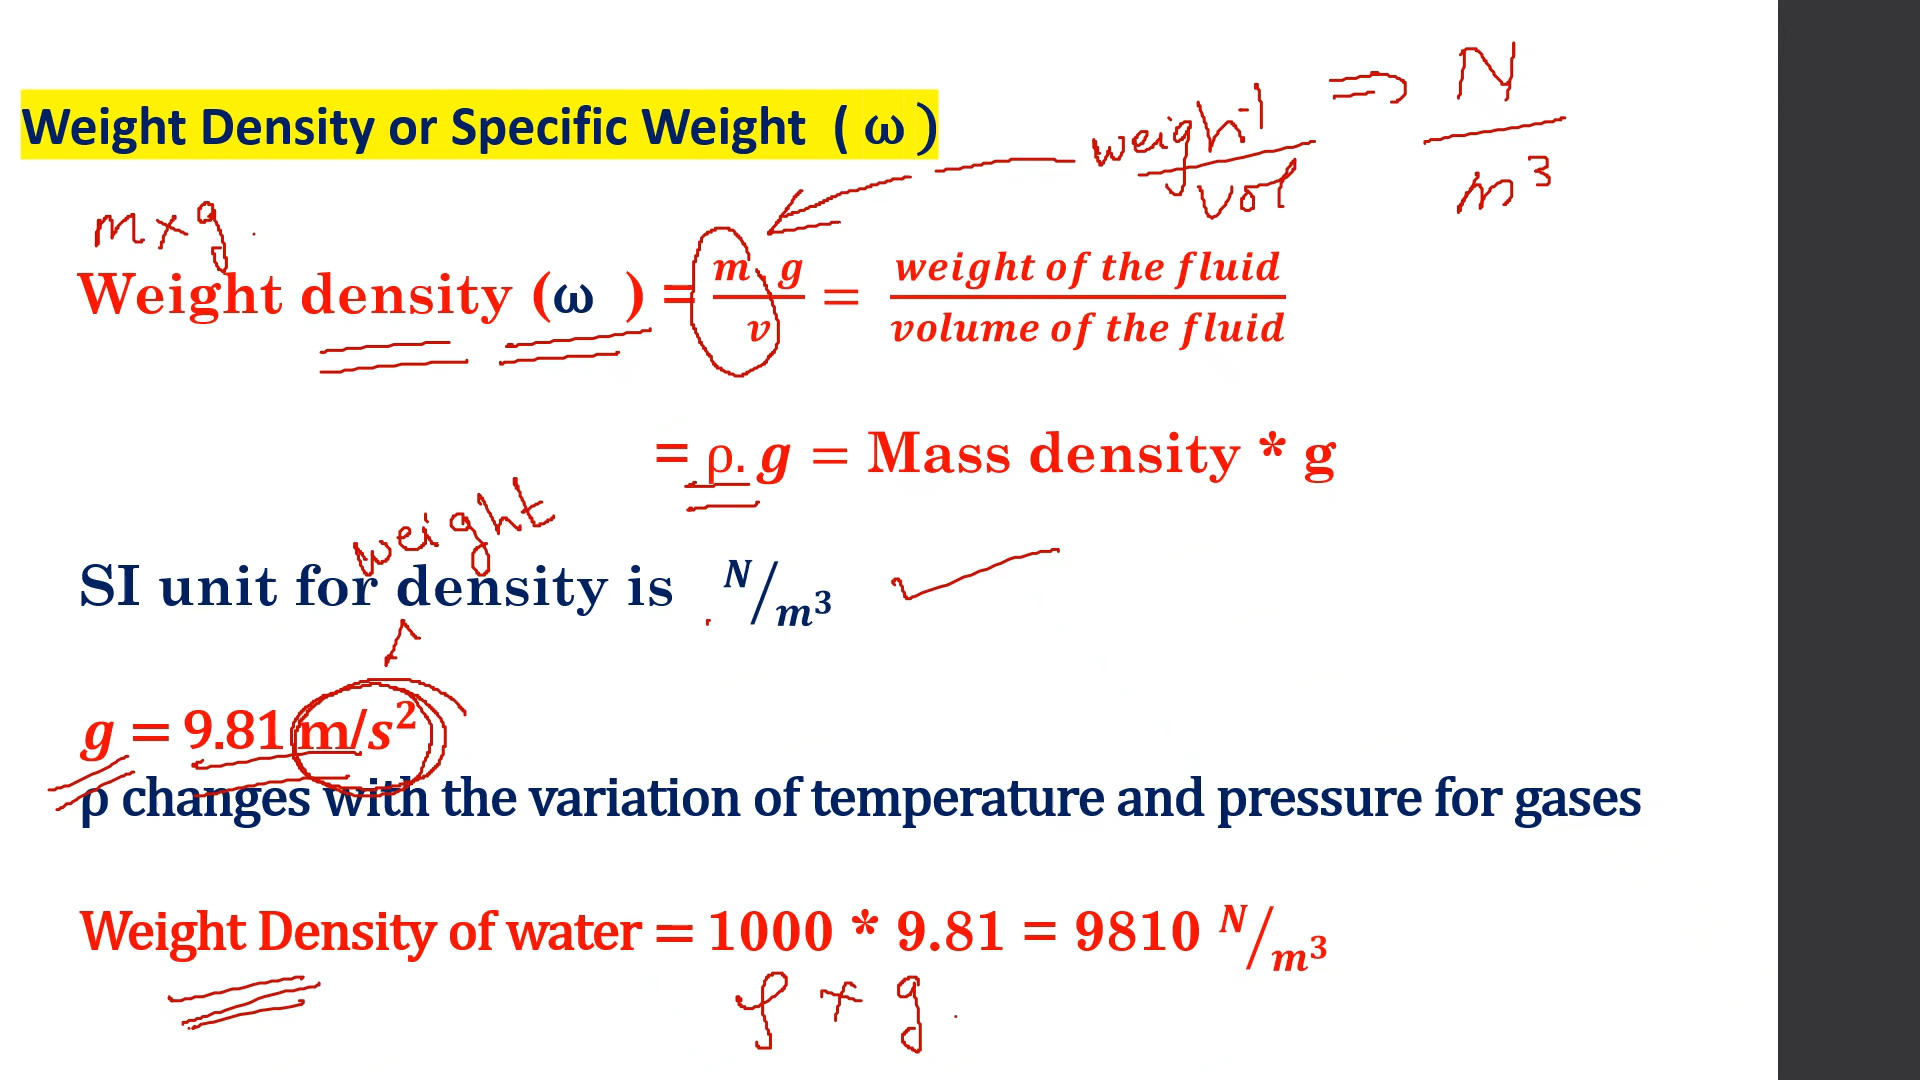 Weight Density or Specific Weight ( ω )
weight / vol ⇒ N / m³
m × g
Weight density (ω ) = m . g / v = weight of the fluid / volume of the fluid
= ρ. g = Mass density * g
weight
SI unit for density is N/m³
g = 9.81 m/s²
ρ changes with the variation of temperature and pressure for gases
Weight Density of water = 1000 * 9.81 = 9810 N/m³
ρ × g